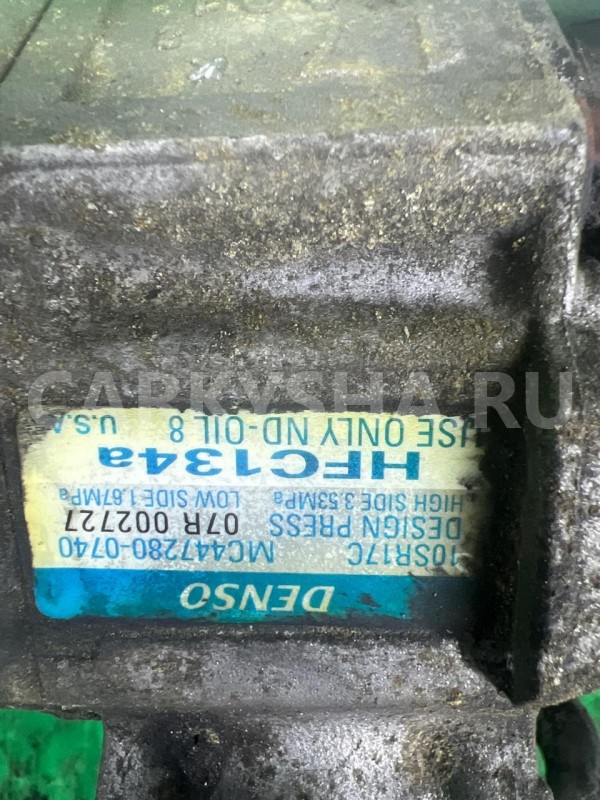 DENSO
10SR17C MC447280-0740
DESIGN PRESS 07R 002727
HIGH SIDE 3.53MPa LOW SIDE 1.67MPa
HFC134a
USE ONLY ND-OIL 8 U.S.A
CARKYSHA.RU